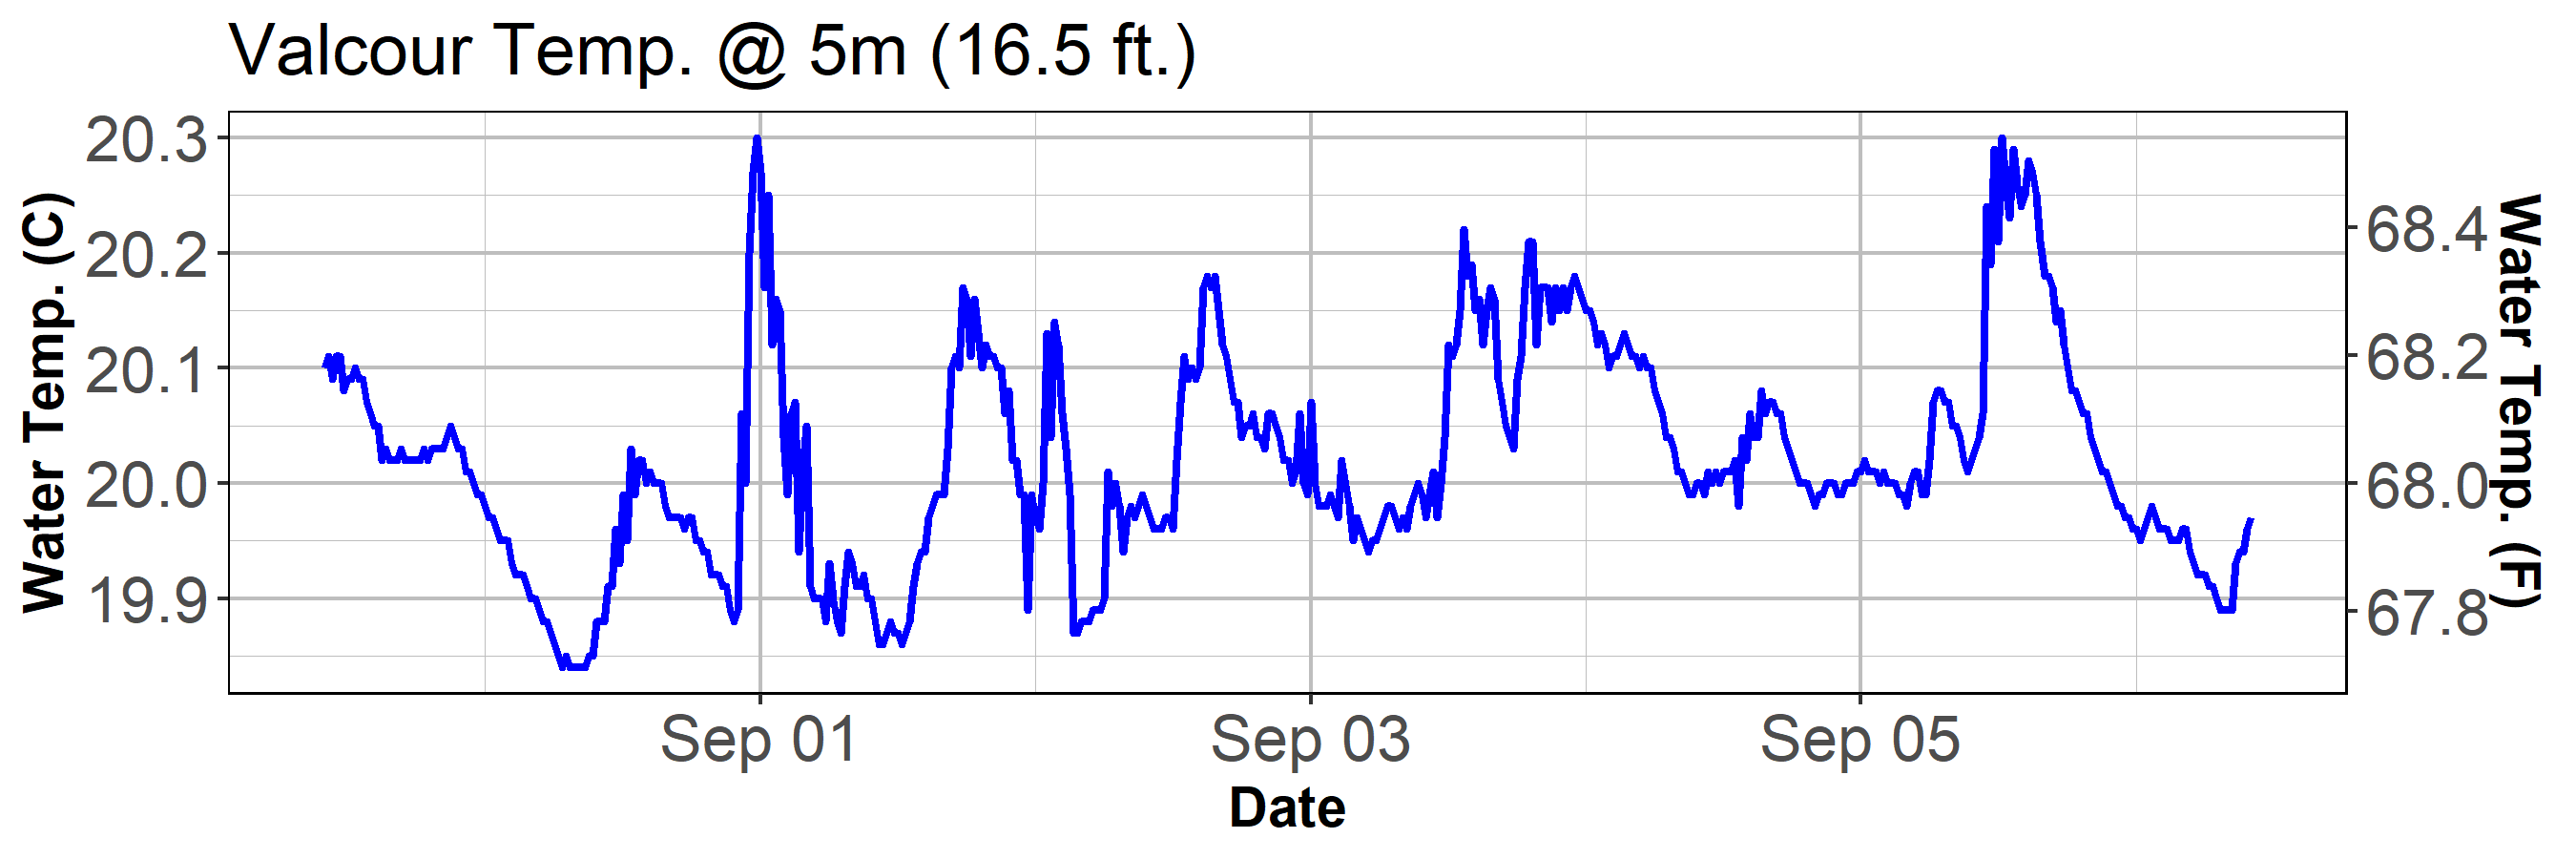 Valcour Temp. @ 5m (16.5 ft.)
Water Temp. (C)
20.3
20.2
20.1
20.0
19.9
68.4
68.2
68.0
67.8
Water Temp. (F)
Sep 01
Sep 03
Sep 05
Date